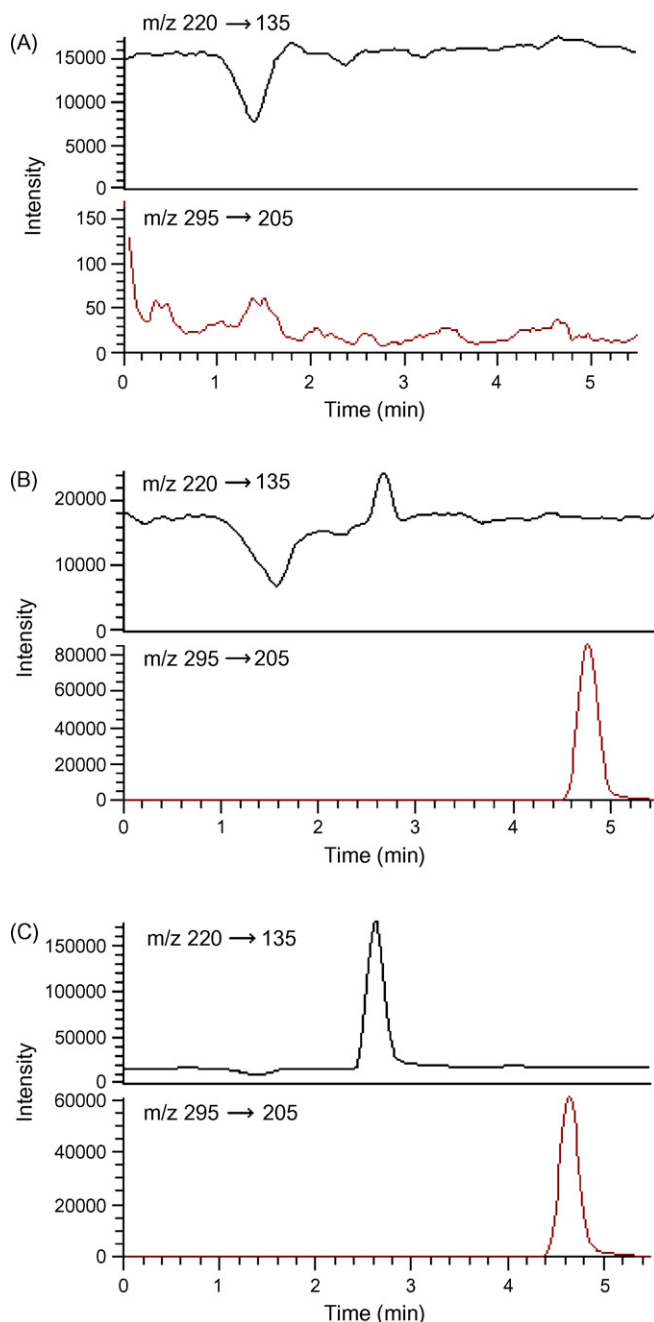 (A)
m/z 220 → 135
15000
10000
5000
0
m/z 295 → 205
150
100
50
0
Intensity
0 1 2 3 4 5
Time (min)
(B)
m/z 220 → 135
20000
10000
0
m/z 295 → 205
80000
60000
40000
20000
0
Intensity
0 1 2 3 4 5
Time (min)
(C)
m/z 220 → 135
150000
100000
50000
0
m/z 295 → 205
60000
40000
20000
0
Intensity
0 1 2 3 4 5
Time (min)